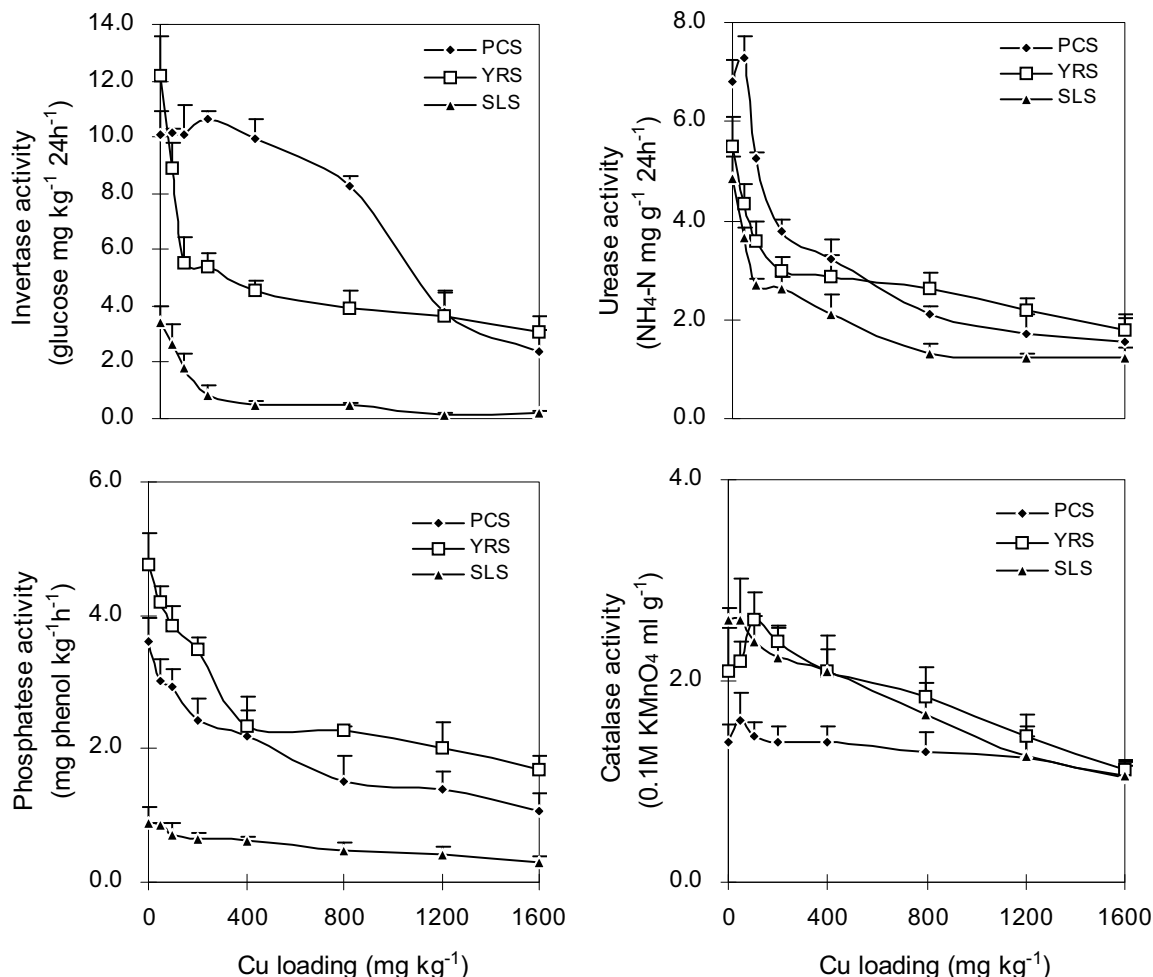 Invertase activity
(glucose mg kg⁻¹ 24h⁻¹)
14.0
12.0
10.0
8.0
6.0
4.0
2.0
0.0
PCS
YRS
SLS
Urease activity
(NH₄-N mg g⁻¹ 24h⁻¹)
8.0
6.0
4.0
2.0
0.0
PCS
YRS
SLS
Phosphatese activity
(mg phenol kg⁻¹h⁻¹)
6.0
4.0
2.0
0.0
PCS
YRS
SLS
0 400 800 1200 1600
Cu loading (mg kg⁻¹)
Catalase activity
(0.1M KMnO₄ ml g⁻¹)
4.0
2.0
0.0
PCS
YRS
SLS
0 400 800 1200 1600
Cu loading (mg kg⁻¹)